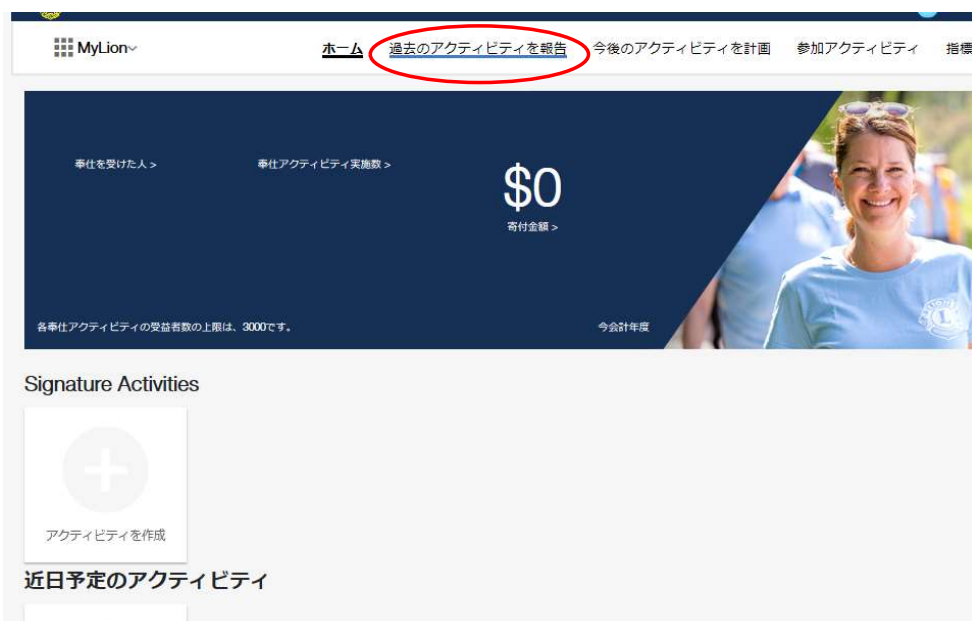 MyLion
ホーム 過去のアクティビティを報告 今後のアクティビティを計画 参加アクティビティ 指標
奉仕を受けた人 > 奉仕アクティビティ実施数 >
$0
寄付金額 >
各奉仕アクティビティの受益者数の上限は、3000です。 今会計年度
Signature Activities
アクティビティを作成
近日予定のアクティビティ